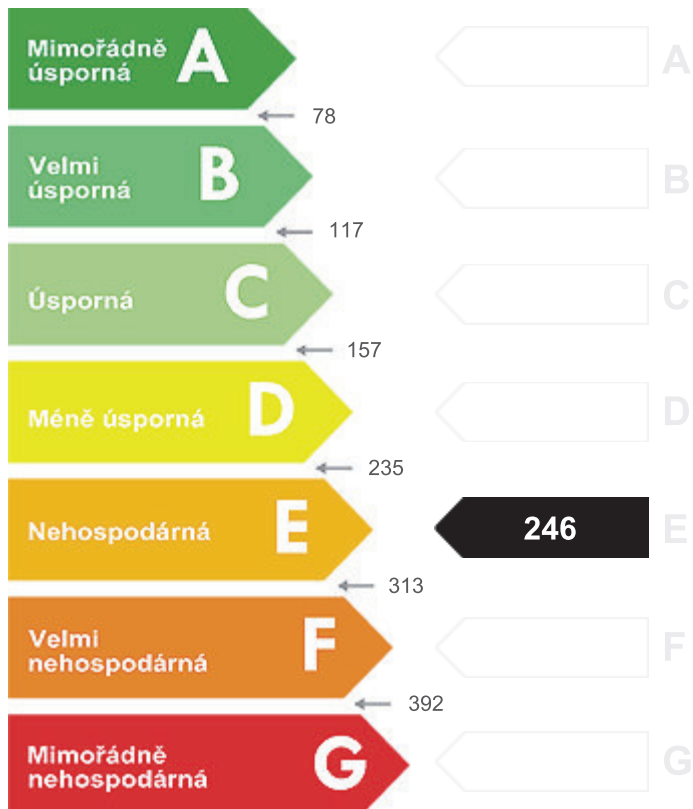 Mimořádně
úsporná
A
A
78
Velmi
úsporná
B
B
117
Úsporná
C
C
157
Méně úsporná
D
D
235
Nehospodárná
E
246
E
313
Velmi
nehospodárná
F
F
392
Mimořádně
nehospodárná
G
G